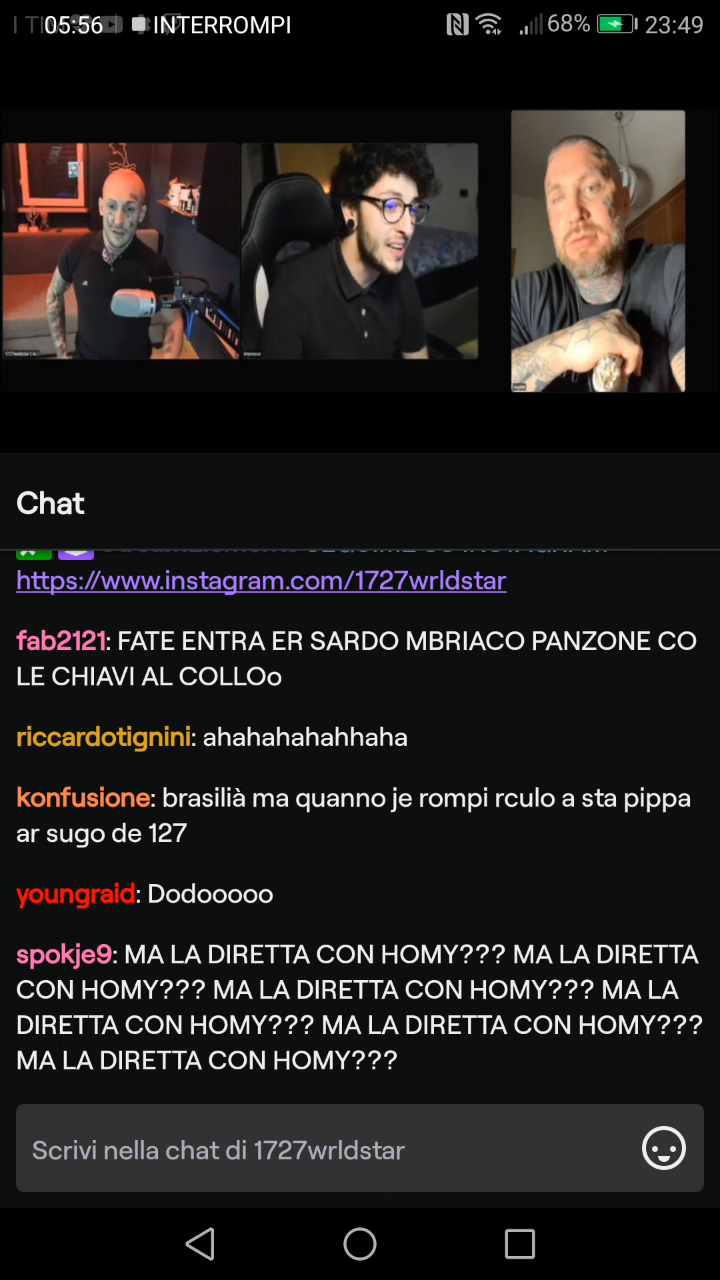 05:56 INTERROMPI 68% 23:49
Chat
https://www.instagram.com/1727wrldstar
fab2121: FATE ENTRA ER SARDO MBRIACO PANZONE CO
LE CHIAVI AL COLLOo
riccardotignini: ahahahahahhaha
konfusione: brasilià ma quanno je rompi rculo a sta pippa
ar sugo de 127
youngraid: Dodooooo
spokje9: MA LA DIRETTA CON HOMY??? MA LA DIRETTA
CON HOMY??? MA LA DIRETTA CON HOMY??? MA LA
DIRETTA CON HOMY??? MA LA DIRETTA CON HOMY???
MA LA DIRETTA CON HOMY???
Scrivi nella chat di 1727wrldstar